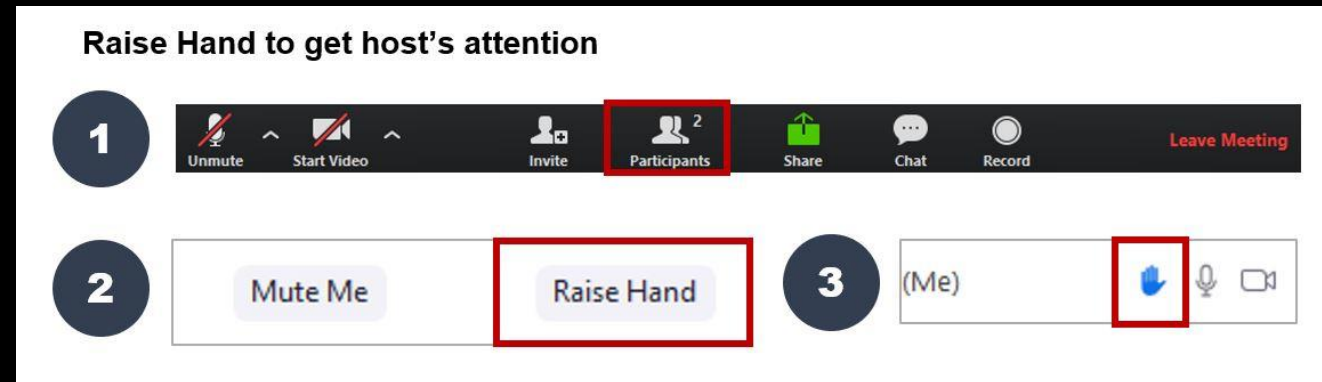 Raise Hand to get host's attention
1
2
Unmute Start Video Invite Participants Share Chat Record Leave Meeting
2
Mute Me Raise Hand
3
(Me)